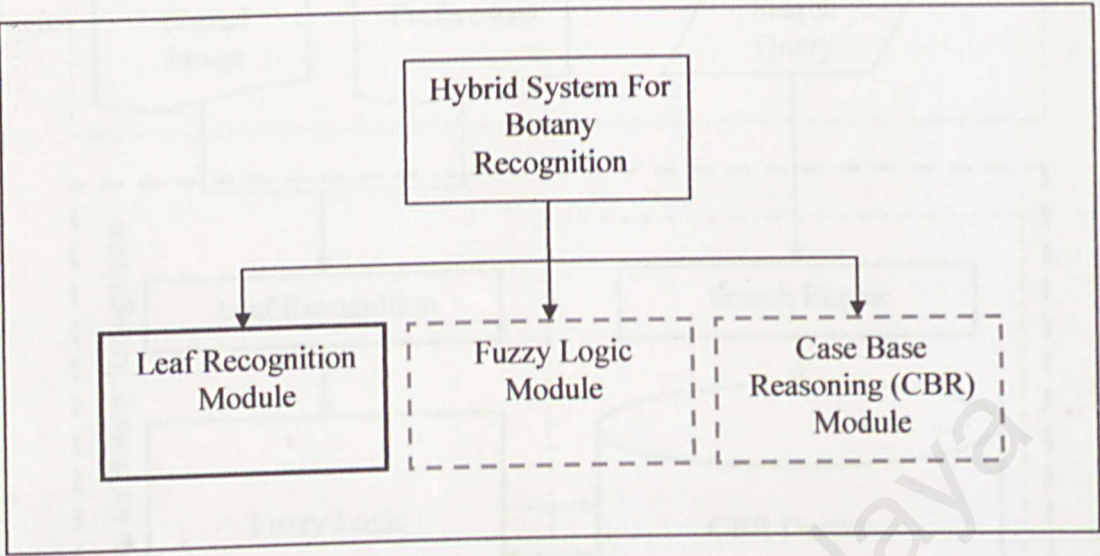 Hybrid System For
Botany
Recognition
Leaf Recognition
Module
Fuzzy Logic
Module
Case Base
Reasoning (CBR)
Module